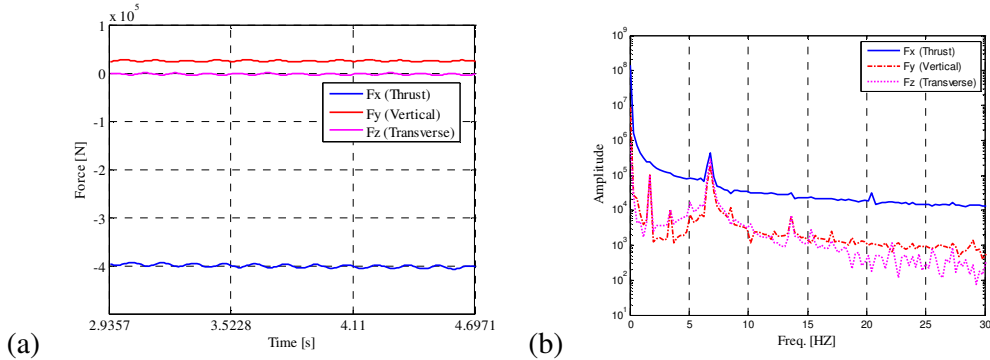 x 10^5
1
0
-1
-2
-3
-4
2.9357
3.5228
4.11
4.6971
Force [N]
Time [s]
Fx (Thrust)
Fy (Vertical)
Fz (Transverse)
(a)
10^9
10^8
10^7
10^6
10^5
10^4
10^3
10^2
10^1
0
5
10
15
20
25
30
Amplitude
Freq. [HZ]
Fx (Thrust)
Fy (Vertical)
Fz (Transverse)
(b)